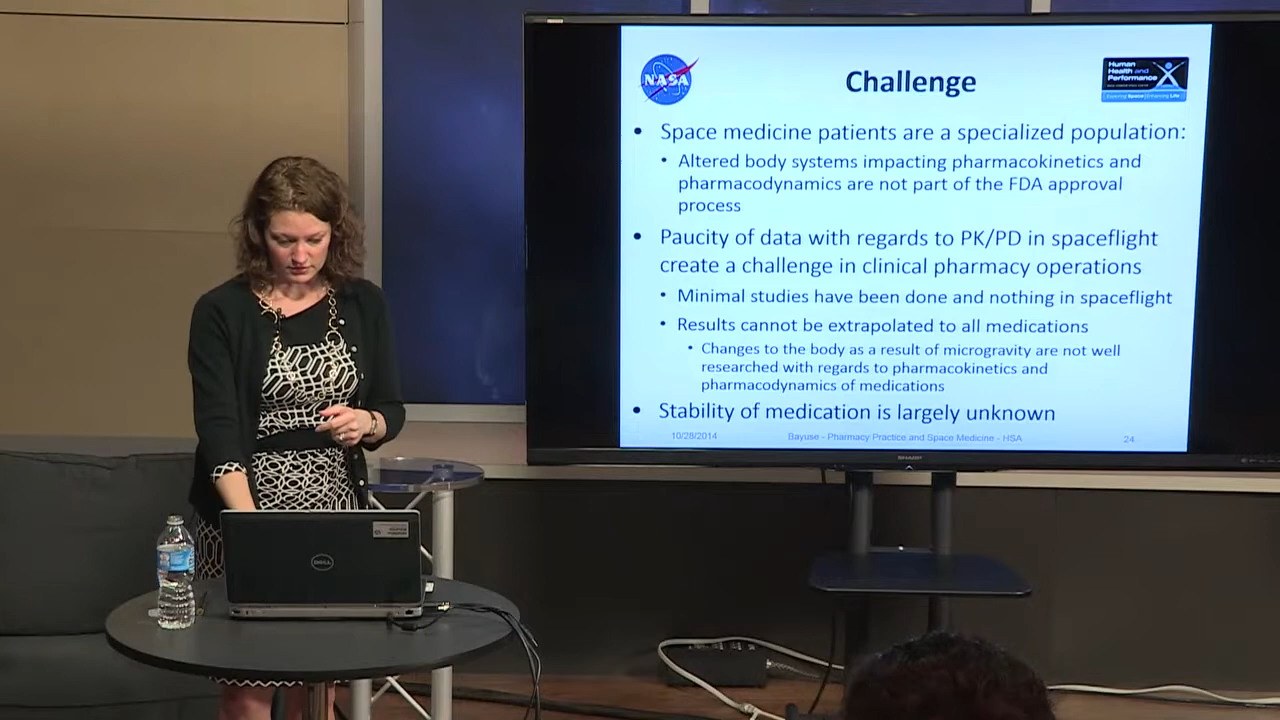 NASA
Human
Health and
Performance
Challenge
• Space medicine patients are a specialized population:
• Altered body systems impacting pharmacokinetics and
pharmacodynamics are not part of the FDA approval
process
• Paucity of data with regards to PK/PD in spaceflight
create a challenge in clinical pharmacy operations
• Minimal studies have been done and nothing in spaceflight
• Results cannot be extrapolated to all medications
• Changes to the body as a result of microgravity are not well
researched with regards to pharmacokinetics and
pharmacodynamics of medications
• Stability of medication is largely unknown
10/28/2014 Bayuse - Pharmacy Practice and Space Medicine - HSA 24
SHARP
DELL